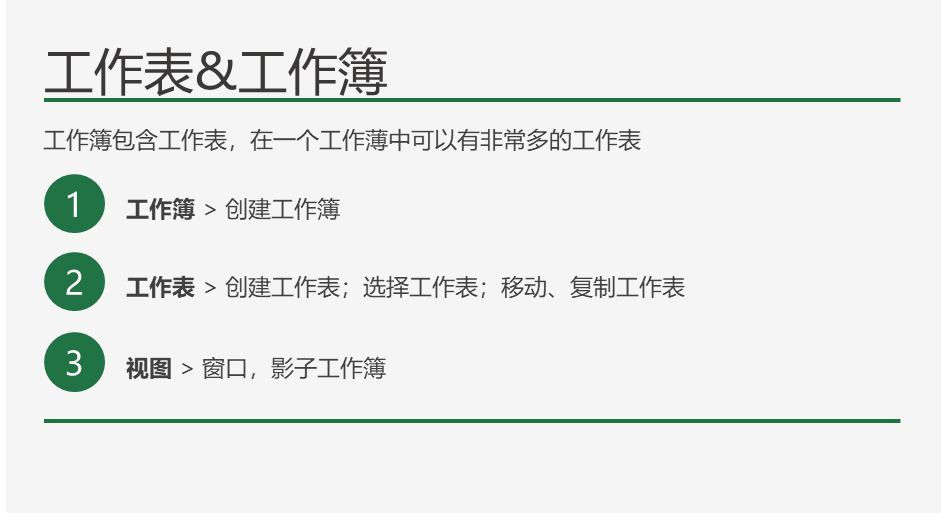 工作表&工作簿
工作簿包含工作表，在一个工作薄中可以有非常多的工作表
1 工作簿 > 创建工作簿
2 工作表 > 创建工作表；选择工作表；移动、复制工作表
3 视图 > 窗口，影子工作簿